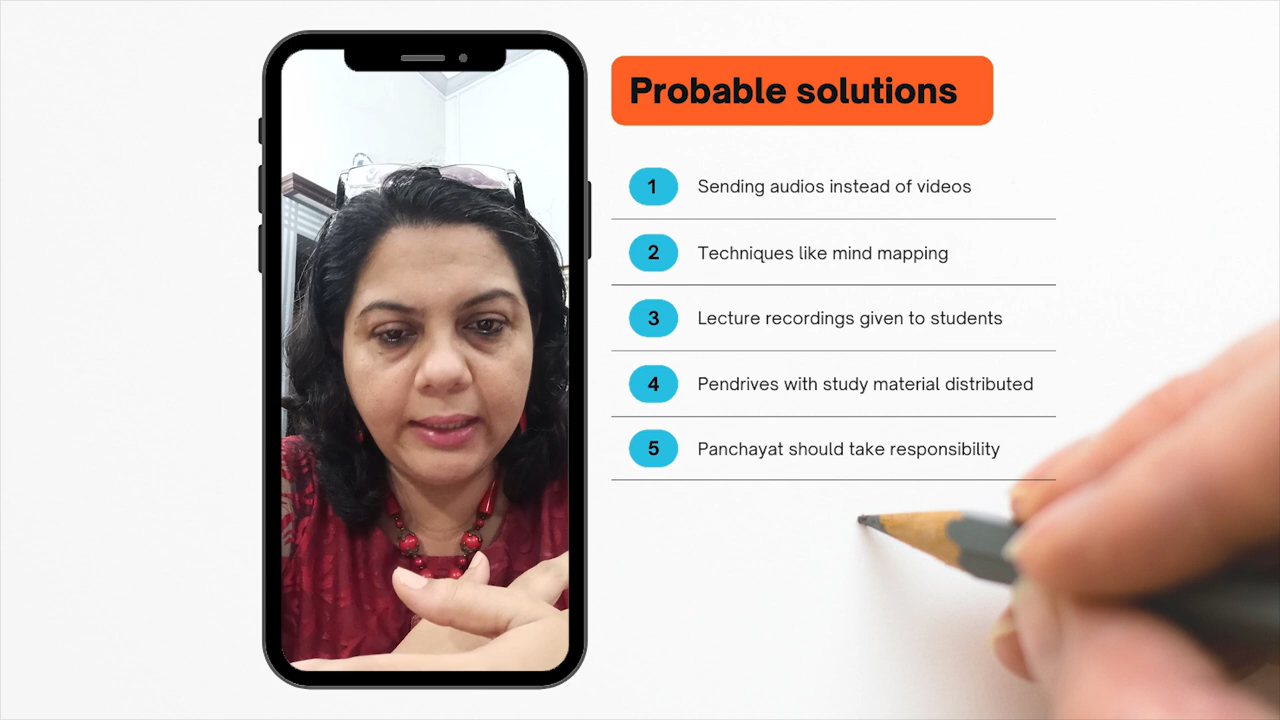 Probable solutions
1 Sending audios instead of videos
2 Techniques like mind mapping
3 Lecture recordings given to students
4 Pendrives with study material distributed
5 Panchayat should take responsibility